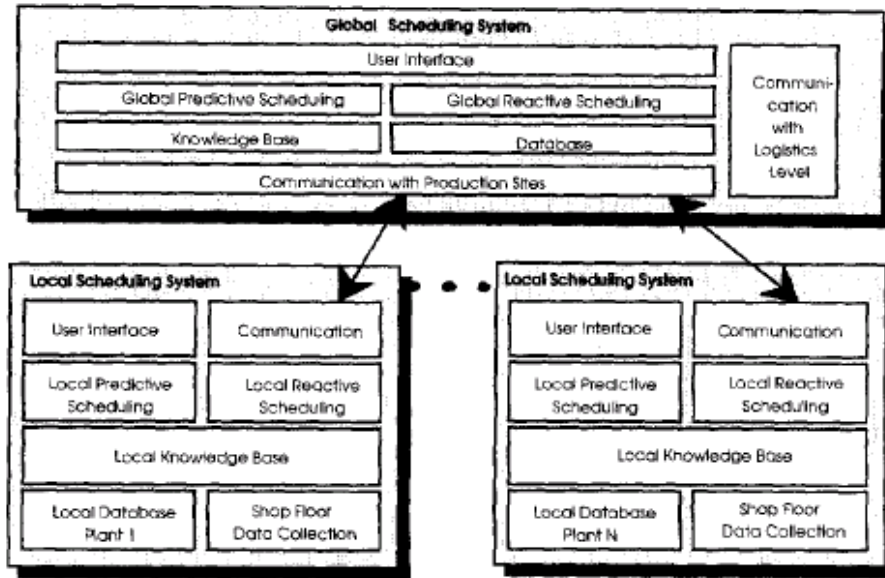 Global Scheduling System
User Interface
Global Predictive Scheduling
Global Reactive Scheduling
Knowledge Base
Database
Communication with Production Sites
Communi-
cation
with
Logistics
Level
Local Scheduling System
User Interface
Communication
Local Predictive
Scheduling
Local Reactive
Scheduling
Local Knowledge Base
Local Database
Plant 1
Shop Floor
Data Collection
Local Scheduling System
User Interface
Communication
Local Predictive
Scheduling
Local Reactive
Scheduling
Local Knowledge Base
Local Database
Plant N
Shop Floor
Data Collection